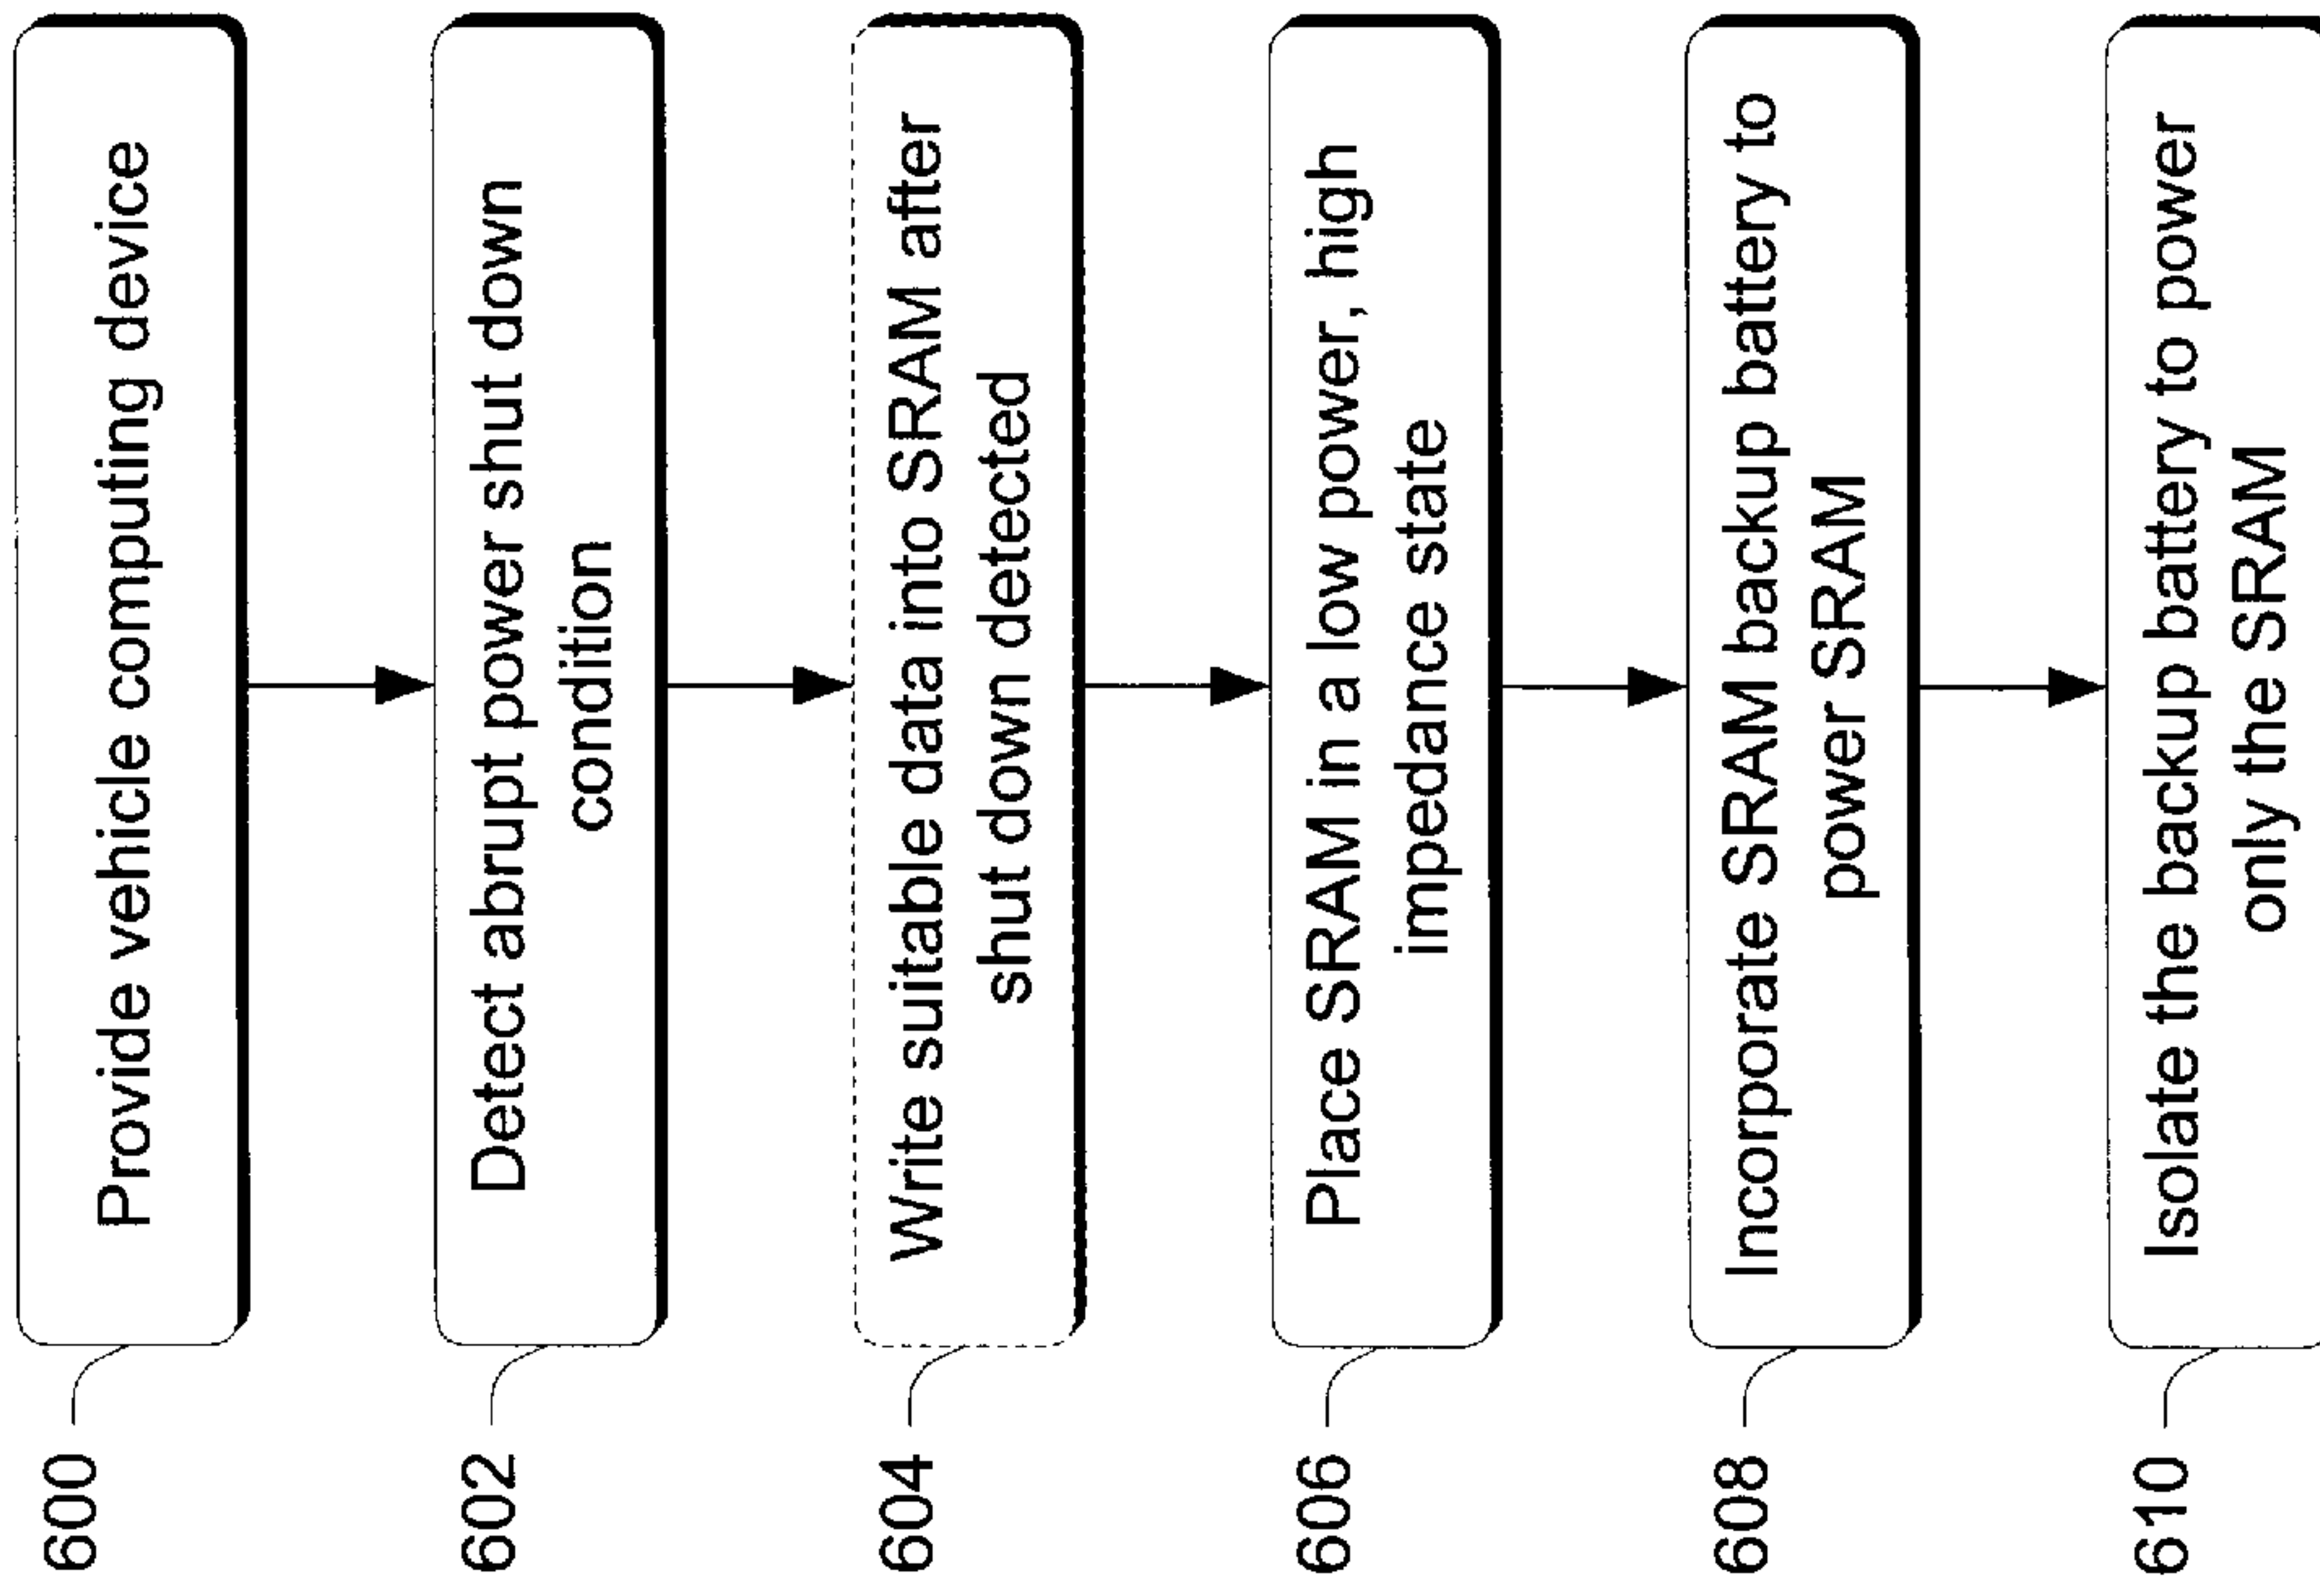 600
Provide vehicle computing device
602
Detect abrupt power shut down
condition
604
Write suitable data into SRAM after
shut down detected
606
Place SRAM in a low power, high
impedance state
608
Incorporate SRAM backup battery to
power SRAM
610
Isolate the backup battery to power
only the SRAM